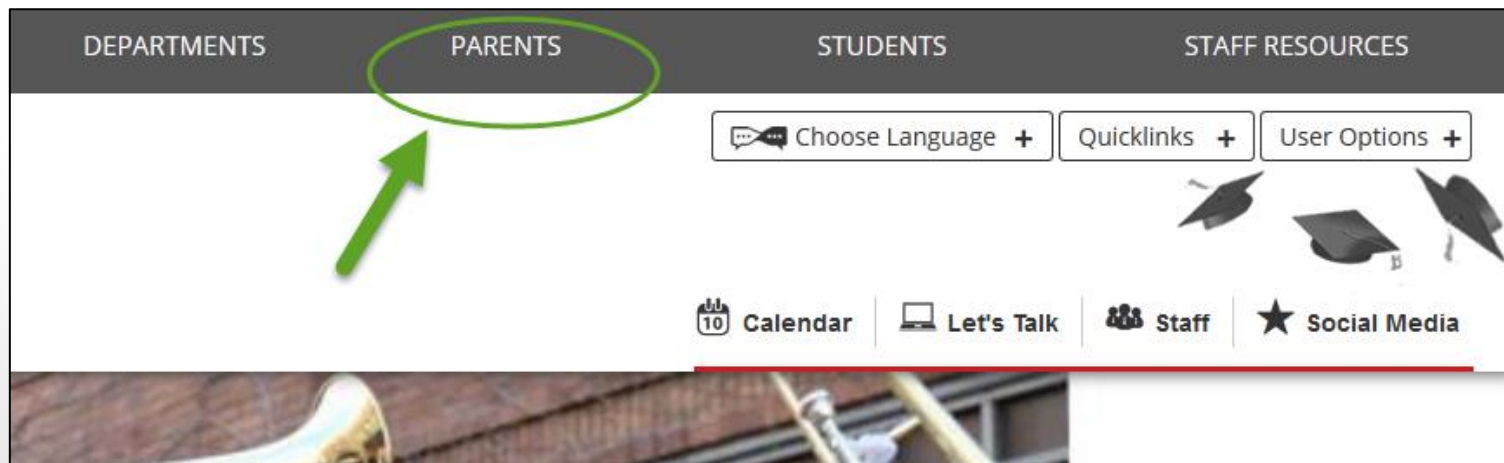 DEPARTMENTS PARENTS STUDENTS STAFF RESOURCES
Choose Language + Quicklinks + User Options +
10 Calendar Let's Talk Staff Social Media